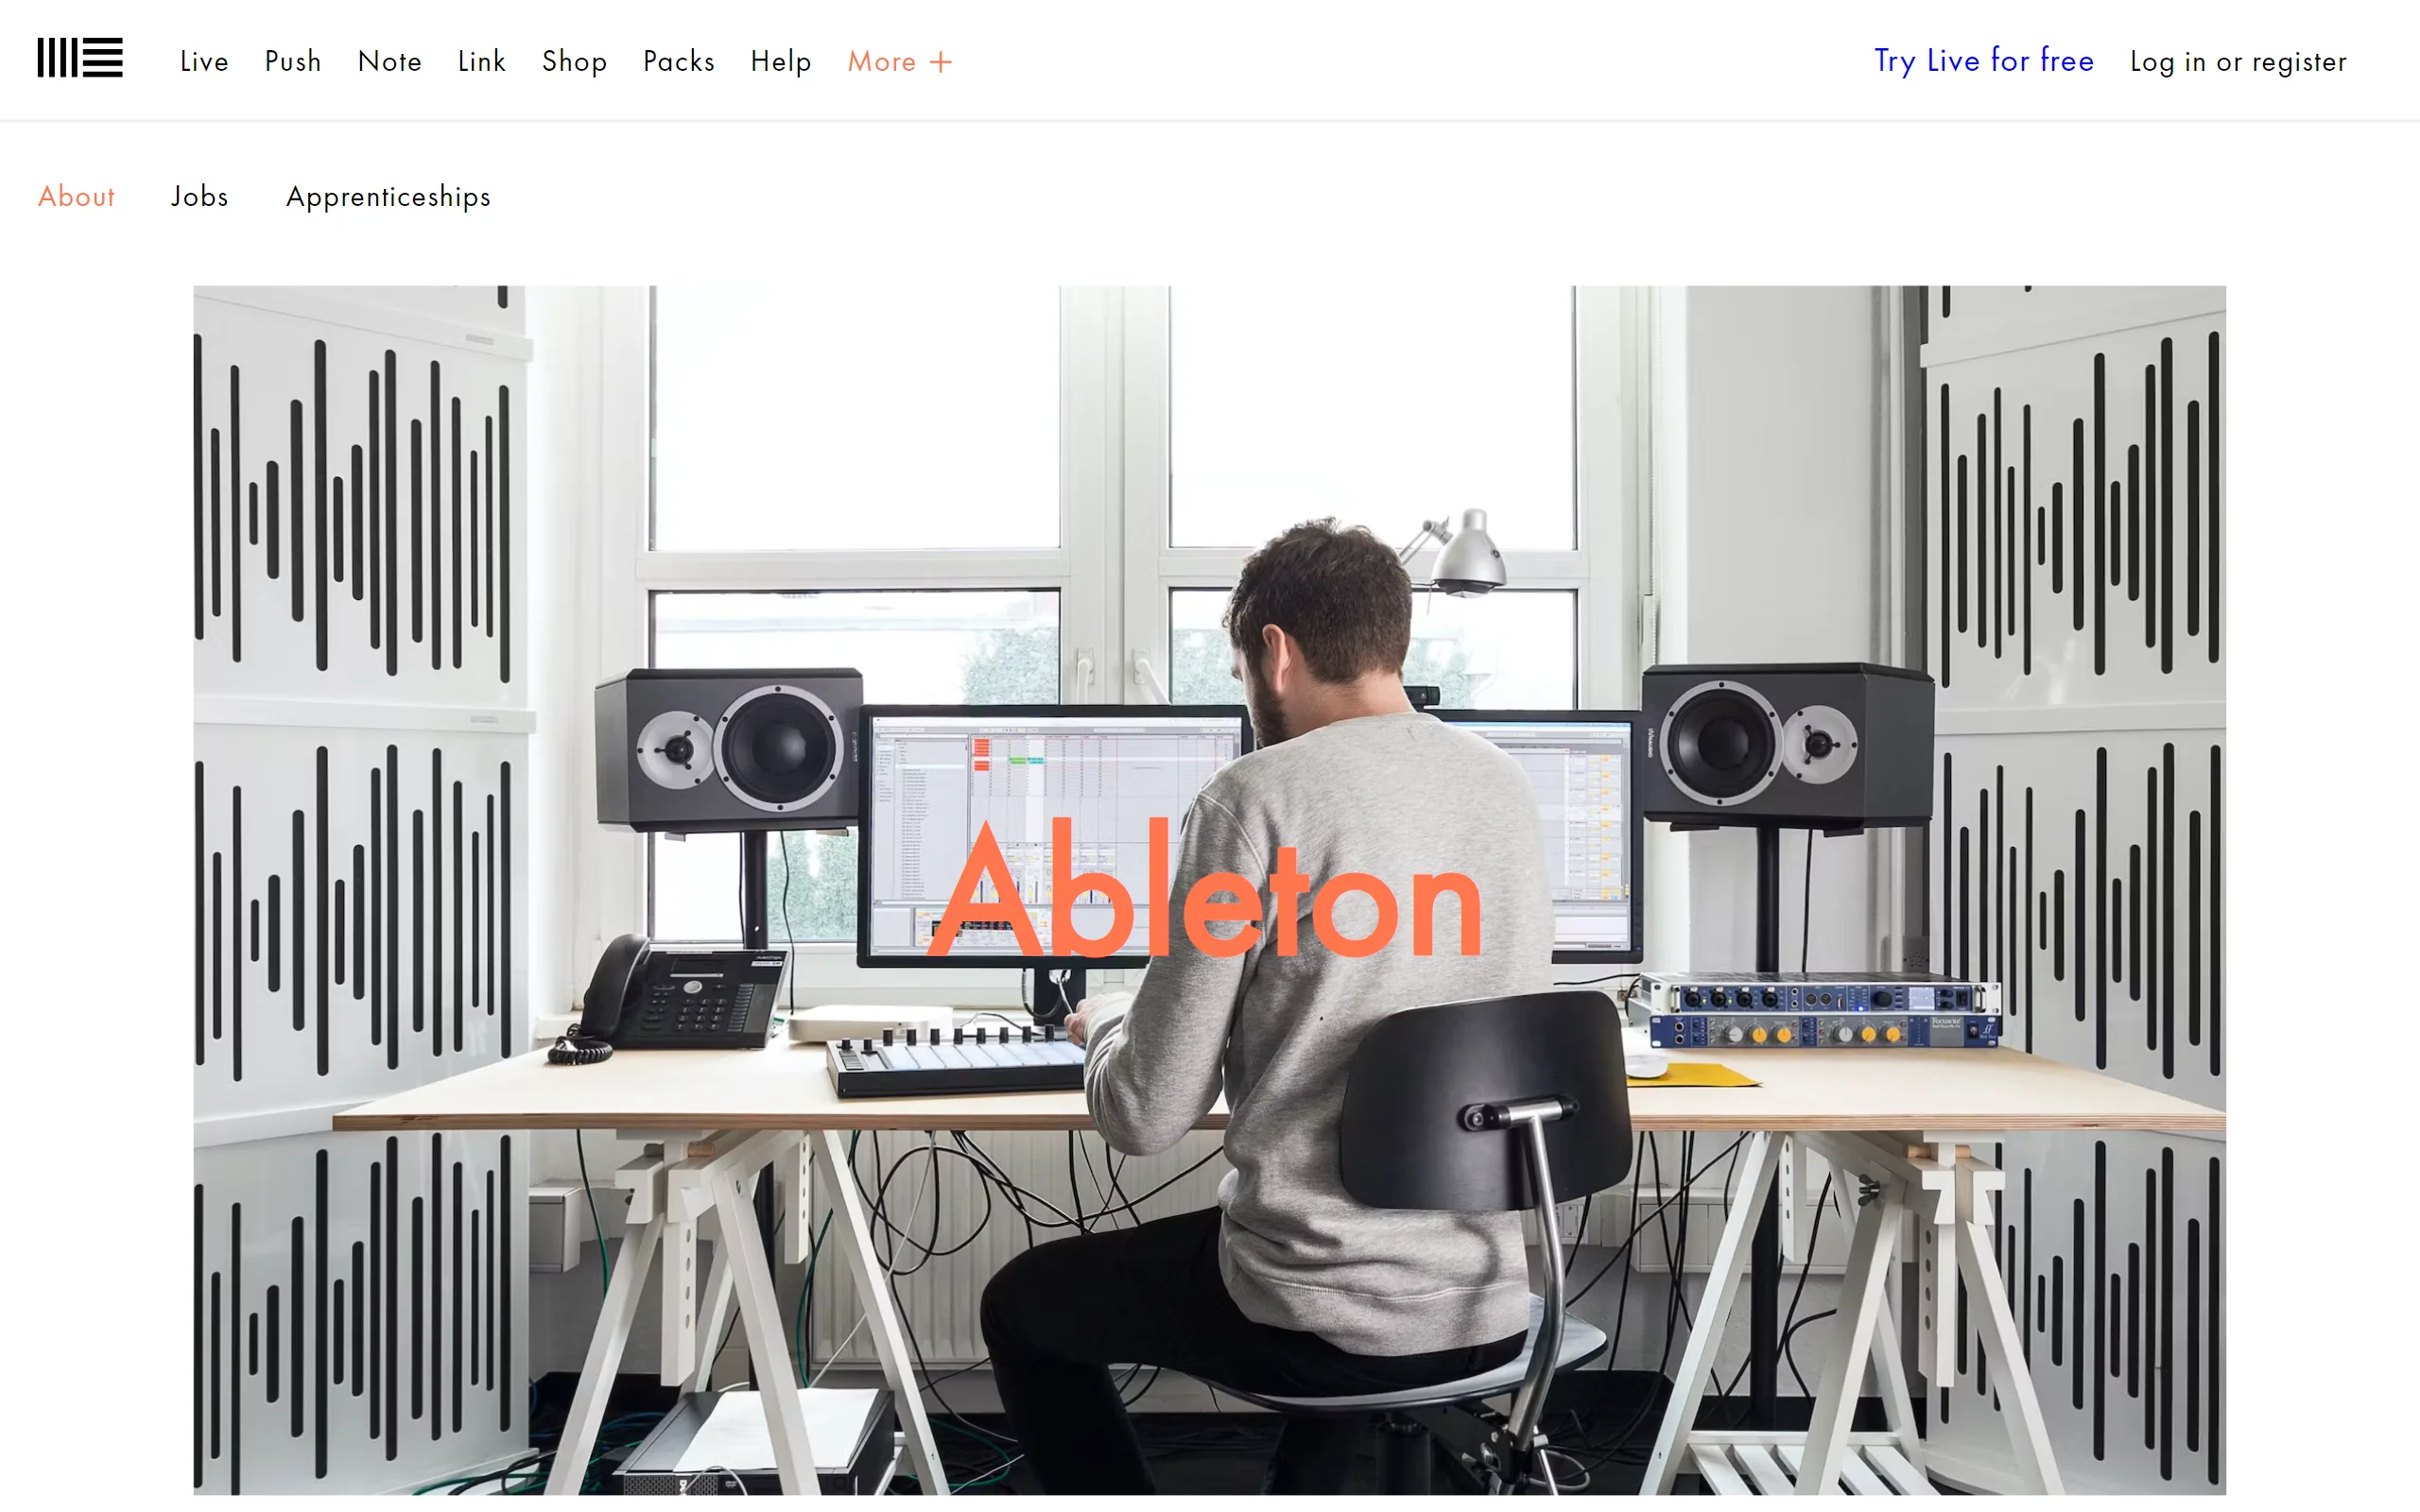 Live Push Note Link Shop Packs Help More + Try Live for free Log in or register
About Jobs Apprenticeships
Ableton